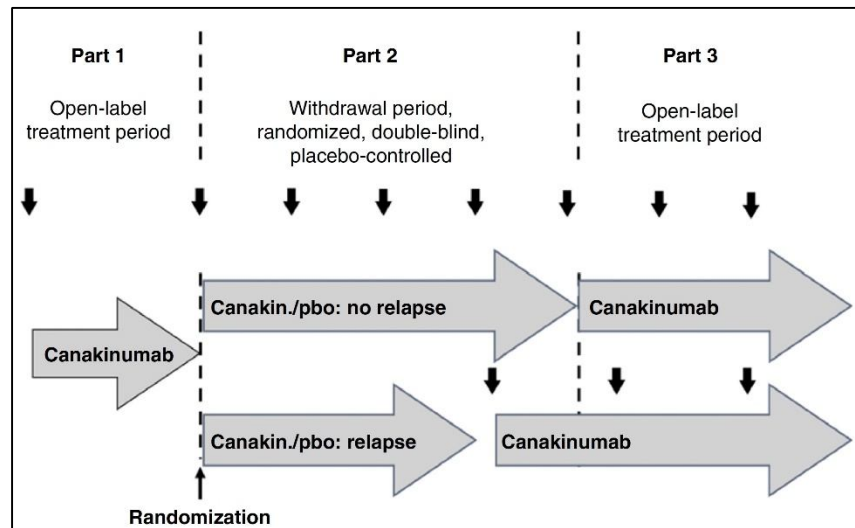 Part 1
Open-label
treatment period
Part 2
Withdrawal period,
randomized, double-blind,
placebo-controlled
Part 3
Open-label
treatment period
Canakin./pbo: no relapse
Canakinumab
Canakinumab
Canakin./pbo: relapse
Canakinumab
Randomization